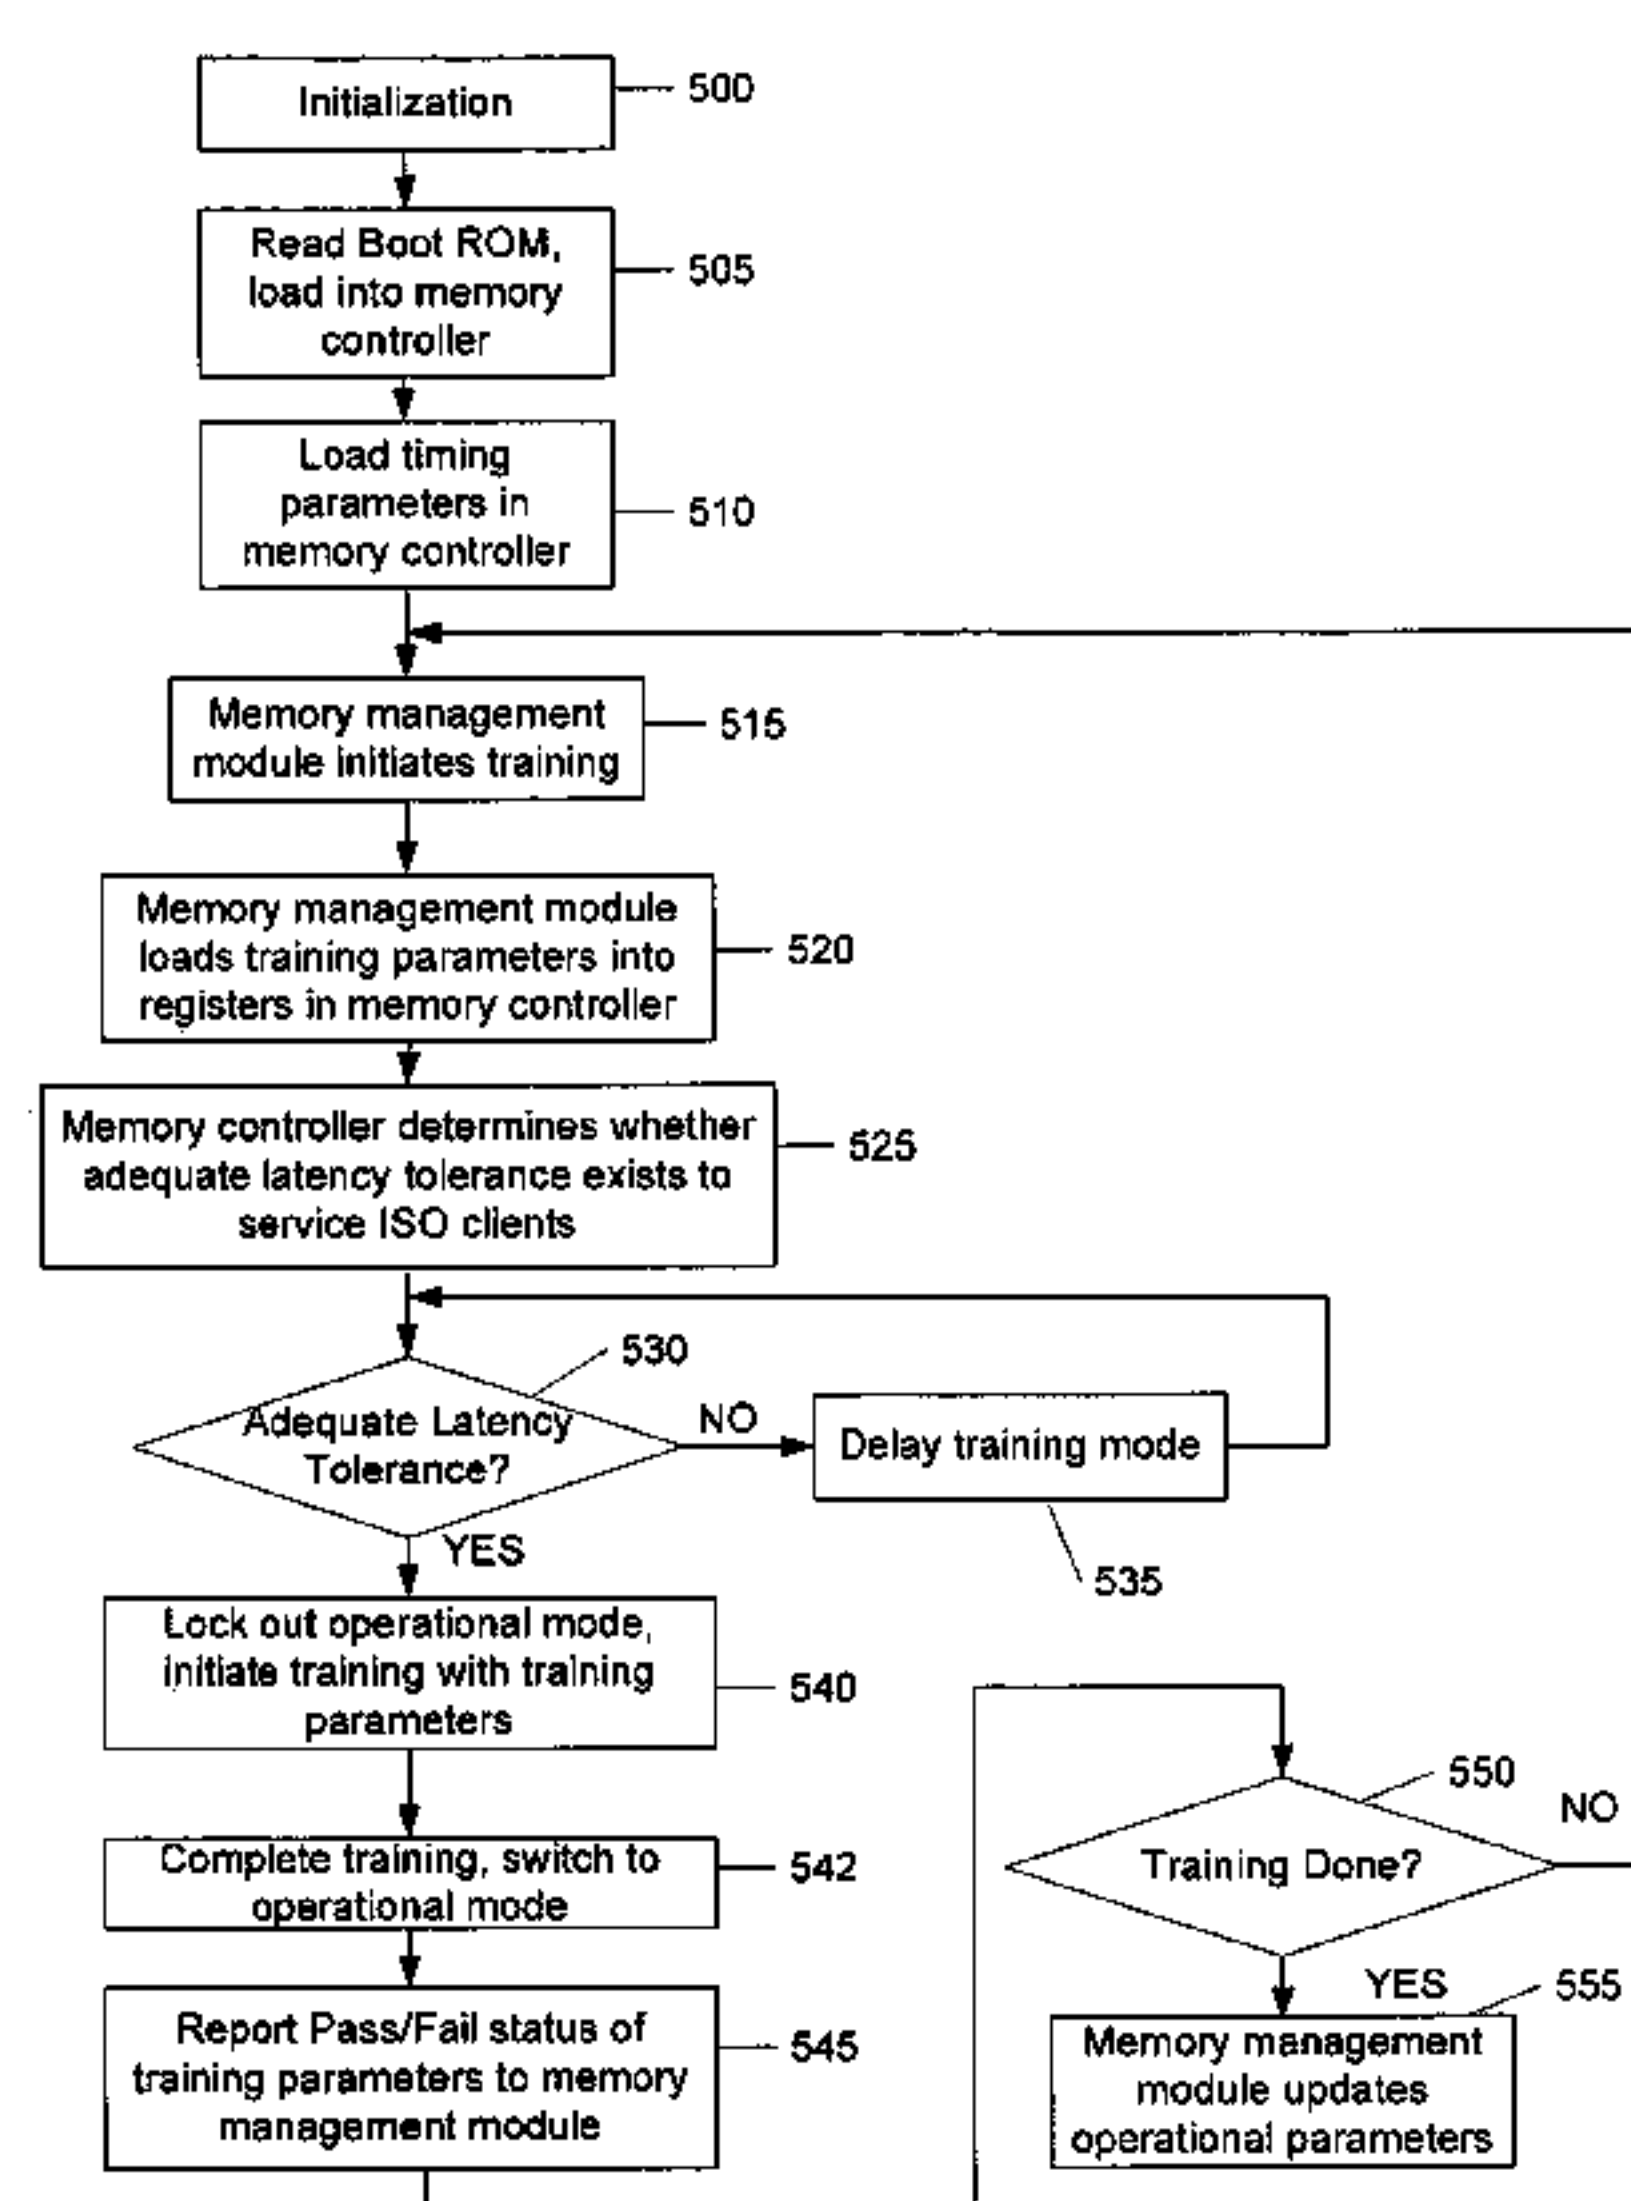 Initialization
500
Read Boot ROM,
load into memory
controller
505
Load timing
parameters in
memory controller
510
Memory management
module initiates training
515
Memory management module
loads training parameters into
registers in memory controller
520
Memory controller determines whether
adequate latency tolerance exists to
service ISO clients
525
530
Adequate Latency
Tolerance?
NO
Delay training mode
535
YES
Lock out operational mode,
initiate training with training
parameters
540
Complete training, switch to
operational mode
542
Report Pass/Fail status of
training parameters to memory
management module
545
550
NO
Training Done?
YES
555
Memory management
module updates
operational parameters